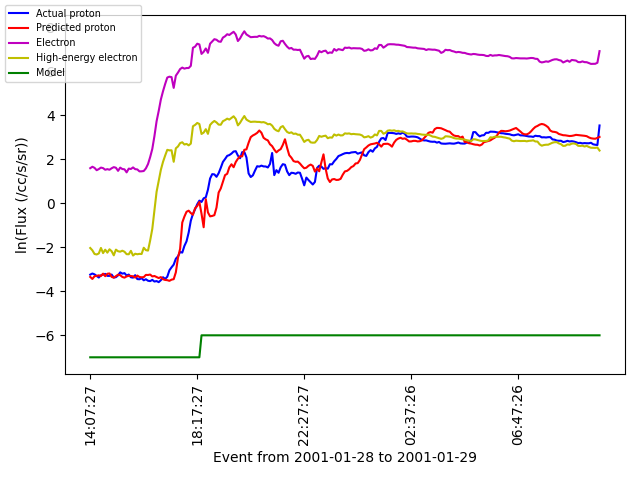 Actual proton
Predicted proton
Electron
High-energy electron
Model
4
2
0
−2
−4
−6
ln(Flux (/cc/s/sr))
14:07:27
18:17:27
22:27:27
02:37:26
06:47:26
Event from 2001-01-28 to 2001-01-29